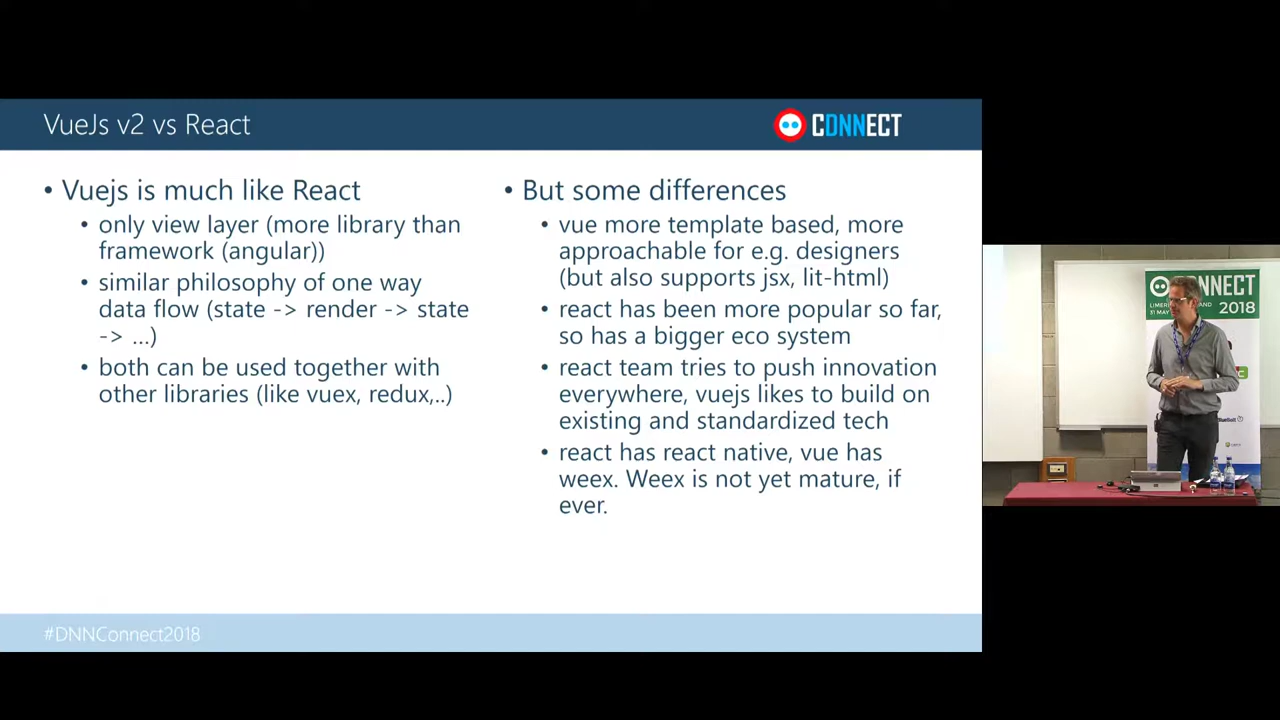 VueJs v2 vs React
CONNECT
• Vuejs is much like React
• only view layer (more library than
framework (angular))
• similar philosophy of one way
data flow (state -> render -> state
-> ...)
• both can be used together with
other libraries (like vuex, redux,..)
• But some differences
• vue more template based, more
approachable for e.g. designers
(but also supports jsx, lit-html)
• react has been more popular so far,
so has a bigger eco system
• react team tries to push innovation
everywhere, vuejs likes to build on
existing and standardized tech
• react has react native, vue has
weex. Weex is not yet mature, if
ever.
#DNNConnect2018
2018
31 MAY